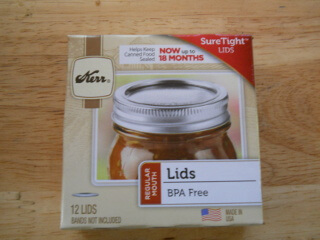 SureTight™
LIDS
Helps Keep
Canned Food
Sealed
NOW up to
18 MONTHS
Kerr
REGULAR
MOUTH
Lids
BPA Free
12 LIDS
BANDS NOT INCLUDED
MADE IN
USA